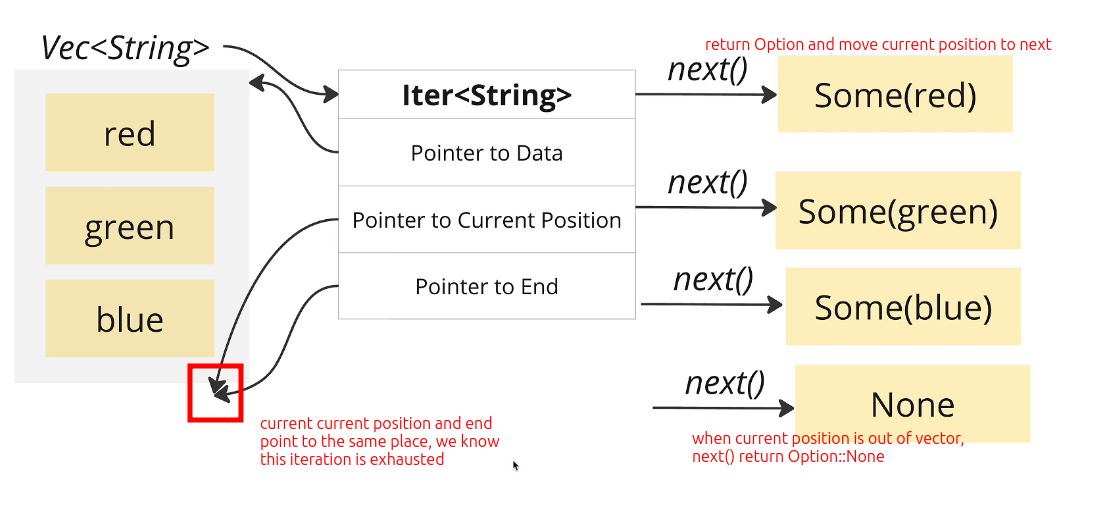 Vec<String>
red
green
blue
Iter<String>
Pointer to Data
Pointer to Current Position
Pointer to End
return Option and move current position to next
next()
Some(red)
next()
Some(green)
next()
Some(blue)
next()
None
current current position and end
point to the same place, we know
this iteration is exhausted
when current position is out of vector,
next() return Option::None